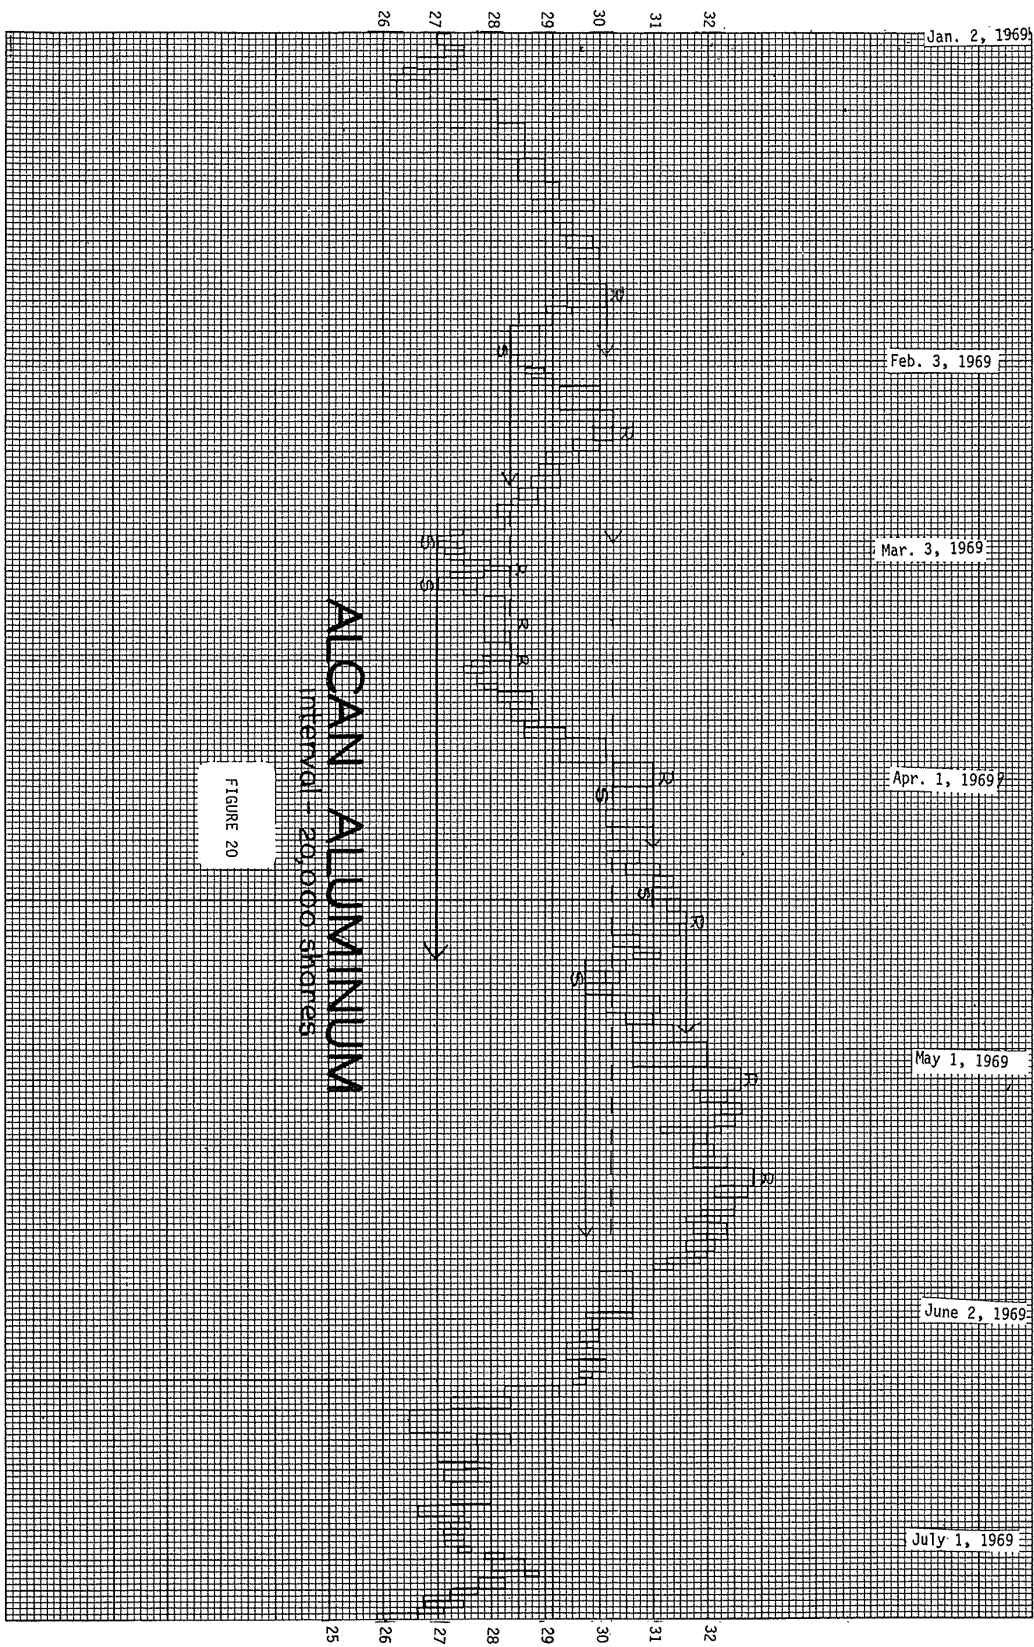 26 27 28 29 30 31 32
Jan. 2, 1969
R
S
Feb. 3, 1969
R
S
Mar. 3, 1969
R
S
R
R
R
Apr. 1, 1969
S
S
R
S
May 1, 1969
R
R
June 2, 1969
July 1, 1969
25 26 27 28 29 30 31 32
ALCAN ALUMINUM
Interval - 20,000 shares
FIGURE 20